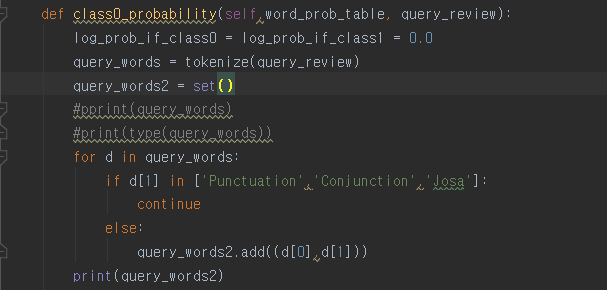 def class0_probability(self,word_prob_table, query_review):
    log_prob_if_class0 = log_prob_if_class1 = 0.0
    query_words = tokenize(query_review)
    query_words2 = set()
    #pprint(query_words)
    #print(type(query_words))
    for d in query_words:
        if d[1] in ['Punctuation','Conjunction','Josa']:
            continue
        else:
            query_words2.add((d[0],d[1]))
    print(query_words2)